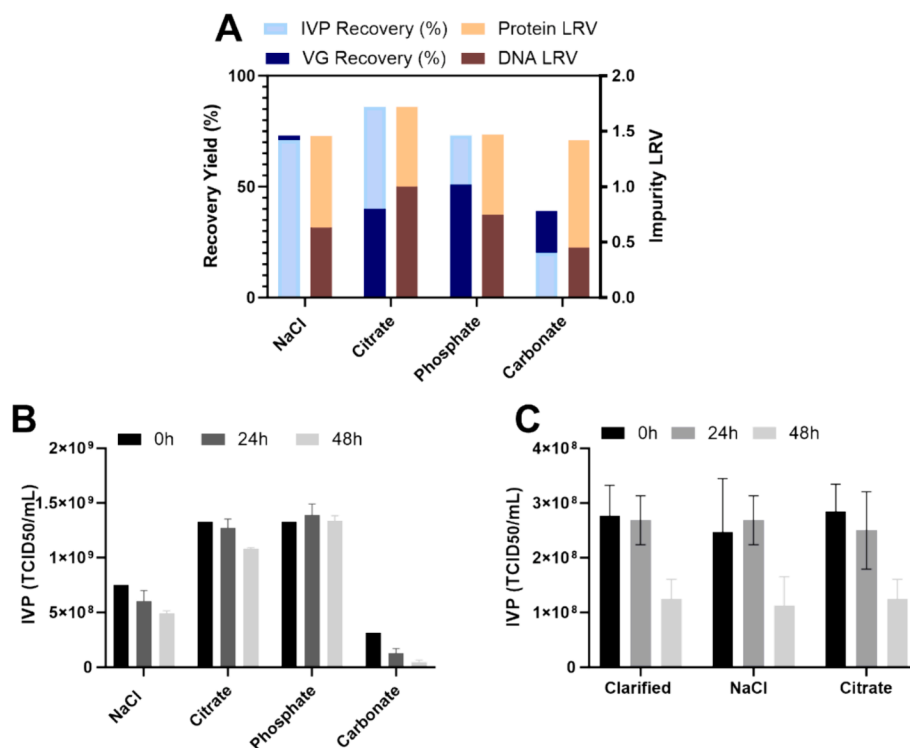 A
IVP Recovery (%) Protein LRV
VG Recovery (%) DNA LRV
100
50
0
Recovery Yield (%)
2.0
1.5
1.0
0.5
0.0
Impurity LRV
NaCl Citrate Phosphate Carbonate
B
0h 24h 48h
2×10⁹
1.5×10⁹
1×10⁹
5×10⁸
0
IVP (TCID50/mL)
NaCl Citrate Phosphate Carbonate
C
0h 24h 48h
4×10⁸
3×10⁸
2×10⁸
1×10⁸
0
IVP (TCID50/mL)
Clarified NaCl Citrate